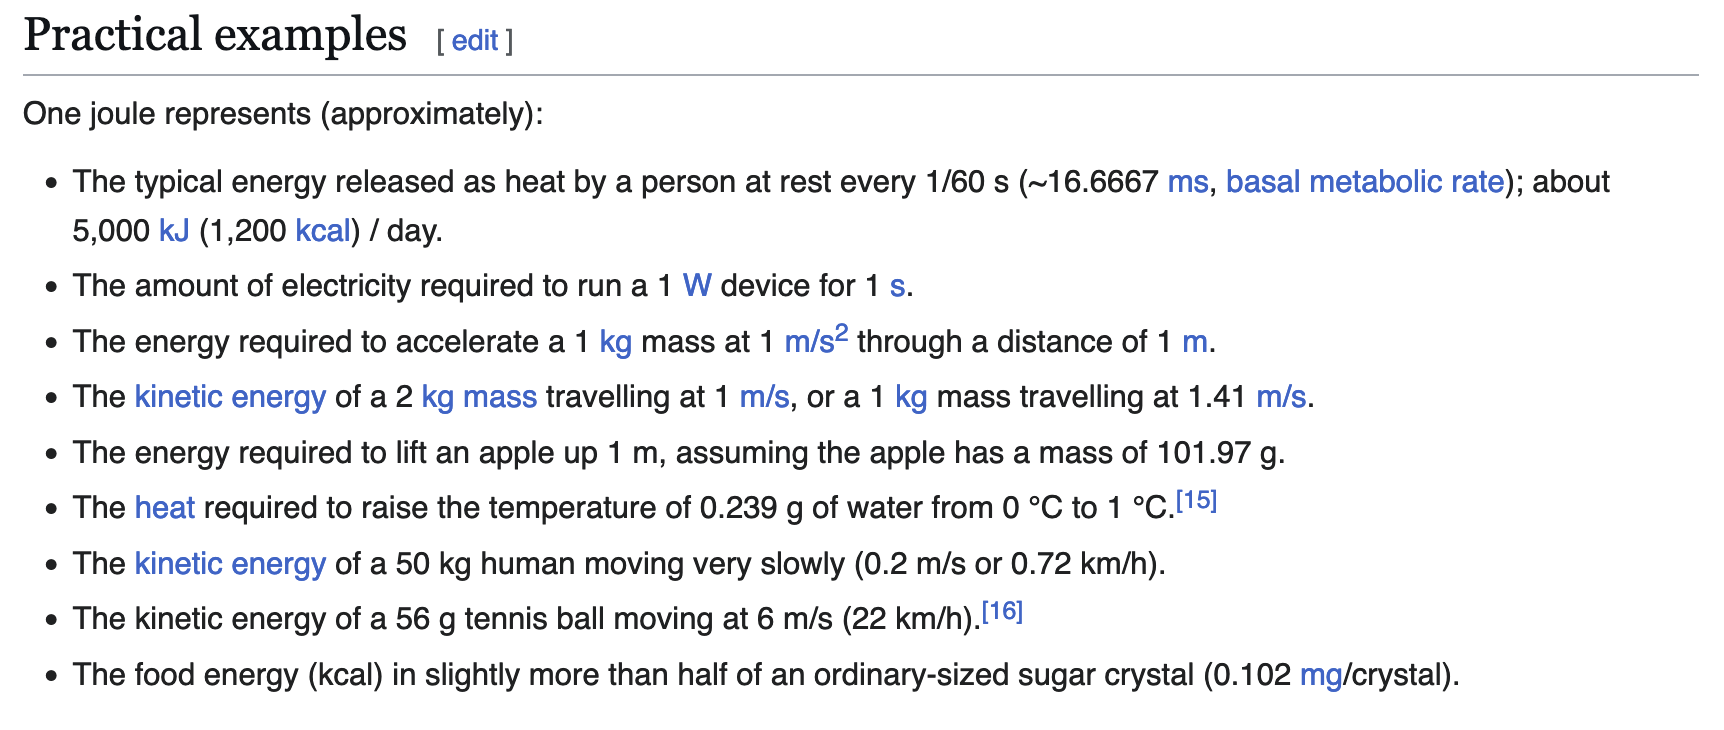 Practical examples [ edit ]
One joule represents (approximately):
• The typical energy released as heat by a person at rest every 1/60 s (~16.6667 ms, basal metabolic rate); about
5,000 kJ (1,200 kcal) / day.
• The amount of electricity required to run a 1 W device for 1 s.
• The energy required to accelerate a 1 kg mass at 1 m/s² through a distance of 1 m.
• The kinetic energy of a 2 kg mass travelling at 1 m/s, or a 1 kg mass travelling at 1.41 m/s.
• The energy required to lift an apple up 1 m, assuming the apple has a mass of 101.97 g.
• The heat required to raise the temperature of 0.239 g of water from 0 °C to 1 °C.[15]
• The kinetic energy of a 50 kg human moving very slowly (0.2 m/s or 0.72 km/h).
• The kinetic energy of a 56 g tennis ball moving at 6 m/s (22 km/h).[16]
• The food energy (kcal) in slightly more than half of an ordinary-sized sugar crystal (0.102 mg/crystal).